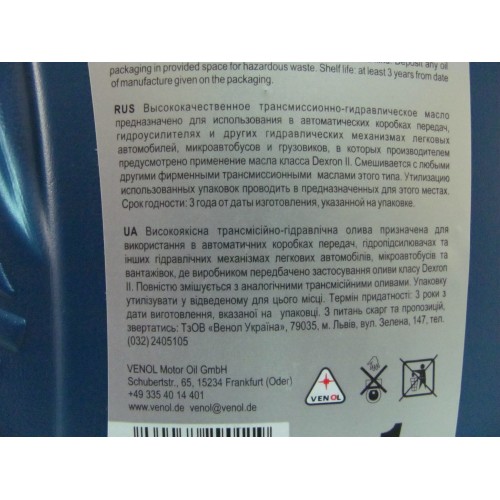 Deposit any oil
packaging in provided space for hazardous waste. Shelf life: at least 3 years from date
of manufacture given on the packaging.
RUS Высококачественное трансмиссионно-гидравлическое масло
предназначено для использования в автоматических коробках передач,
гидроусилителях и других гидравлических механизмах легковых
автомобилей, микроавтобусов и грузовиков, в которых производителем
предусмотрено применение масла класса Dexron II. Смешивается с любыми
другими фирменными трансмиссионными маслами этого типа. Утилизацию
использованных упаковок проводить в предназначенных для этого местах.
Срок годности: 3 года от даты изготовления, указанной на упаковке.
UA Високоякісна трансмісійно-гідравлічна олива призначена для
використання в автоматичних коробках передач, гідропідсилювачах та
інших гідравлічних механізмах легкових автомобілів, мікроавтобусів та
вантажівок, де виробником передбачено застосування оливи класу Dexron
II. Повністю змішується з аналогічними трансмісійними оливами. Упаковку
утилізувати у відведеному для цього місці. Термін придатності: 3 роки з
дати виготовлення, вказаної на упаковці. З питань скарг та пропозицій,
звертатись: ТзОВ «Венол Україна», 79035, м. Львів, вул. Зелена, 147, тел.
(032) 2405105
VENOL Motor Oil GmbH
Schubertstr., 65, 15234 Frankfurt (Oder)
+49 335 40 14 401
www.venol.de venol@venol.de
VENOL